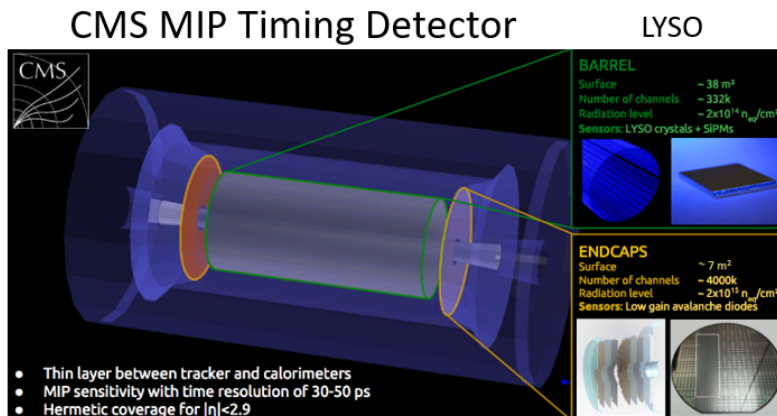 CMS MIP Timing Detector
LYSO
CMS
BARREL
Surface ~ 38 m²
Number of channels ~ 332k
Radiation level ~ 2x10¹⁴ n_eq/cm²
Sensors: LYSO crystals + SiPMs
ENDCAPS
Surface ~ 7 m²
Number of channels ~ 4000k
Radiation level ~ 2x10¹⁵ n_eq/cm²
Sensors: Low gain avalanche diodes
● Thin layer between tracker and calorimeters
● MIP sensitivity with time resolution of 30-50 ps
● Hermetic coverage for |η|<2.9